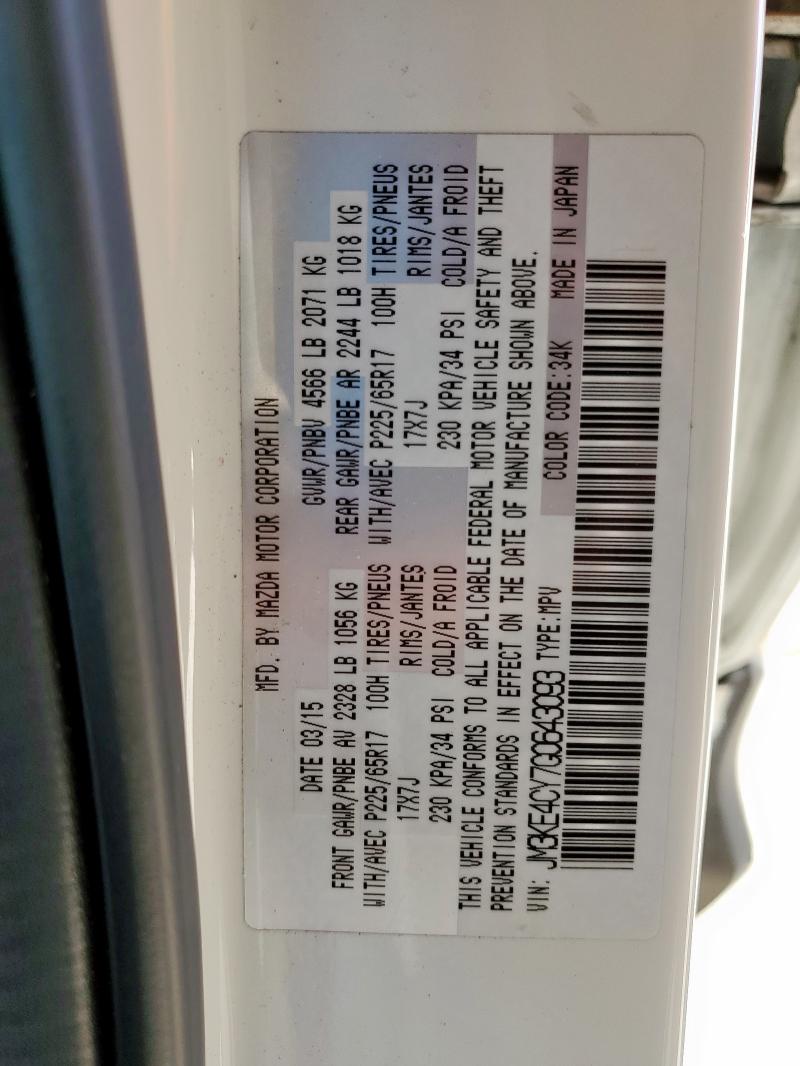 MFD. BY MAZDA MOTOR CORPORATION
DATE 03/15 GVWR/PNBV 4566 LB 2071 KG
FRONT GAWR/PNBE AV 2328 LB 1056 KG REAR GAWR/PNBE AR 2244 LB 1018 KG
WITH/AVEC P225/65R17 100H TIRES/PNEUS WITH/AVEC P225/65R17 100H TIRES/PNEUS
17X7J RIMS/JANTES 17X7J RIMS/JANTES
230 KPA/34 PSI COLD/A FROID 230 KPA/34 PSI COLD/A FROID
THIS VEHICLE CONFORMS TO ALL APPLICABLE FEDERAL MOTOR VEHICLE SAFETY AND THEFT
PREVENTION STANDARDS IN EFFECT ON THE DATE OF MANUFACTURE SHOWN ABOVE.
VIN: JM3KE4CY7G0643093 TYPE:MPV COLOR CODE:34K MADE IN JAPAN